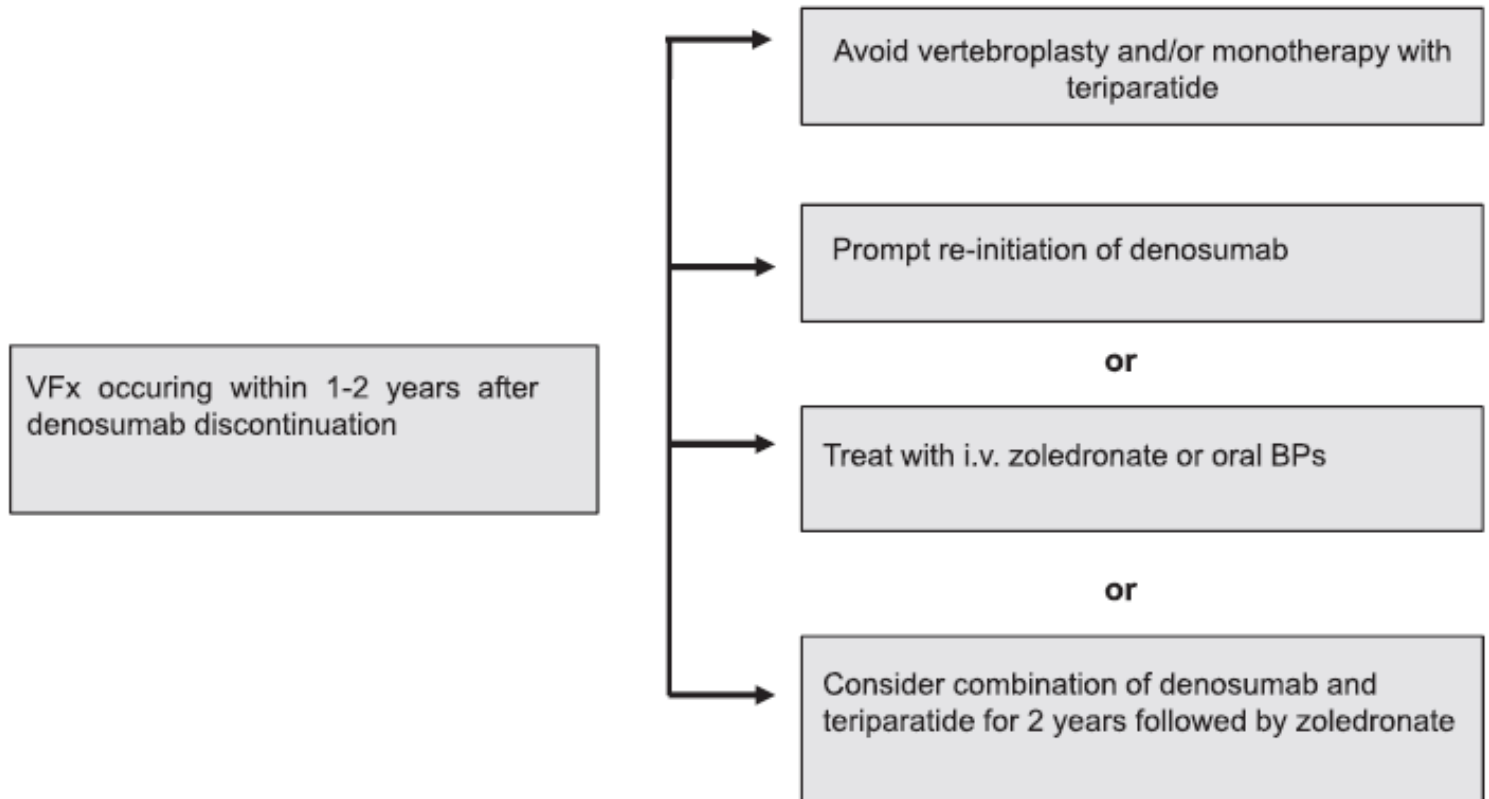 Avoid vertebroplasty and/or monotherapy with
teriparatide
Prompt re-initiation of denosumab
or
VFx occuring within 1-2 years after
denosumab discontinuation
Treat with i.v. zoledronate or oral BPs
or
Consider combination of denosumab and
teriparatide for 2 years followed by zoledronate